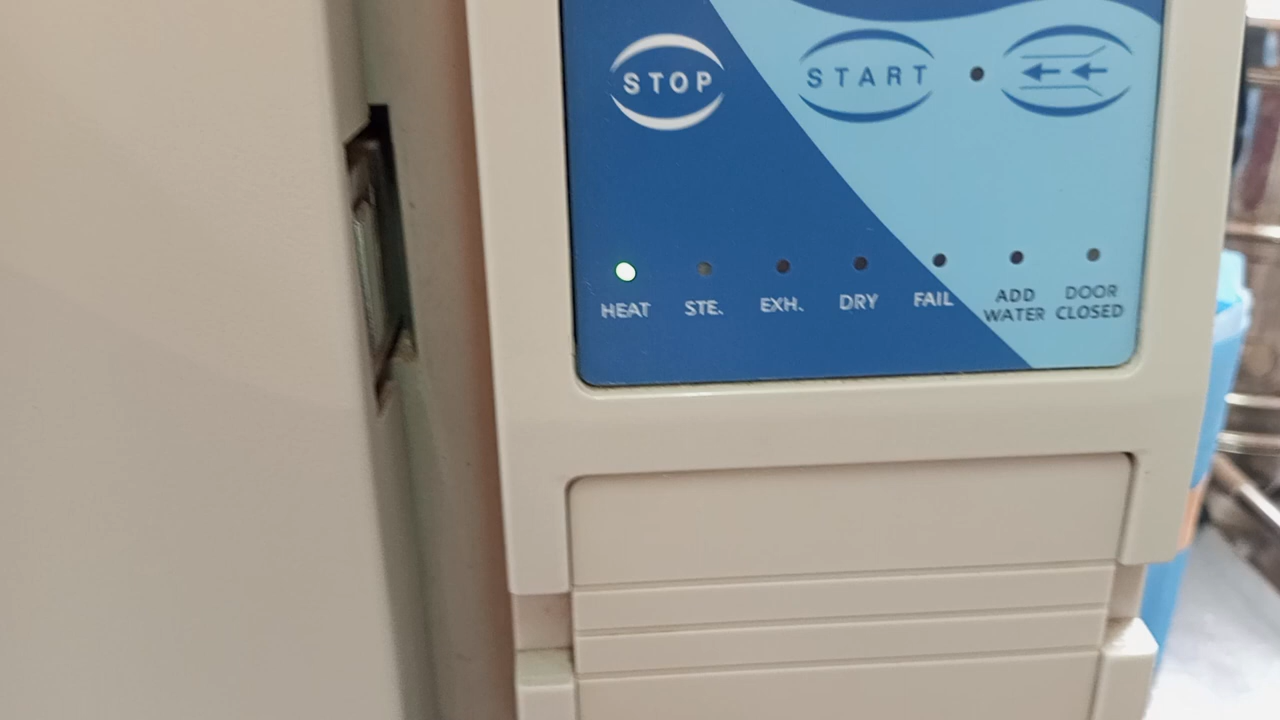 STOP
START
HEAT
STE.
EXH.
DRY
FAIL
ADD
WATER
DOOR
CLOSED